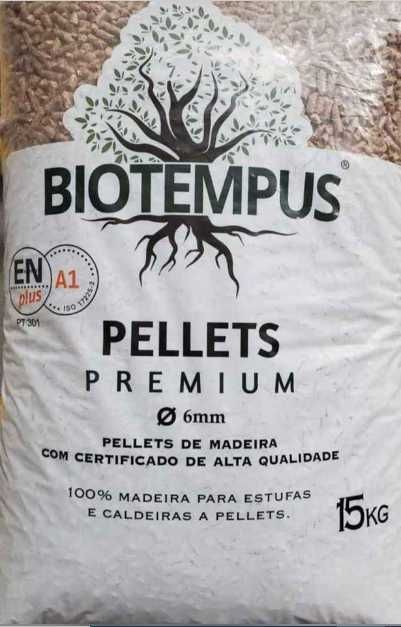 BIOTEMPUS®
EN plus A1
ISO 17225-2
PT 301
PELLETS
PREMIUM
Ø 6mm
PELLETS DE MADEIRA
COM CERTIFICADO DE ALTA QUALIDADE
100% MADEIRA PARA ESTUFAS
E CALDEIRAS A PELLETS.
15KG